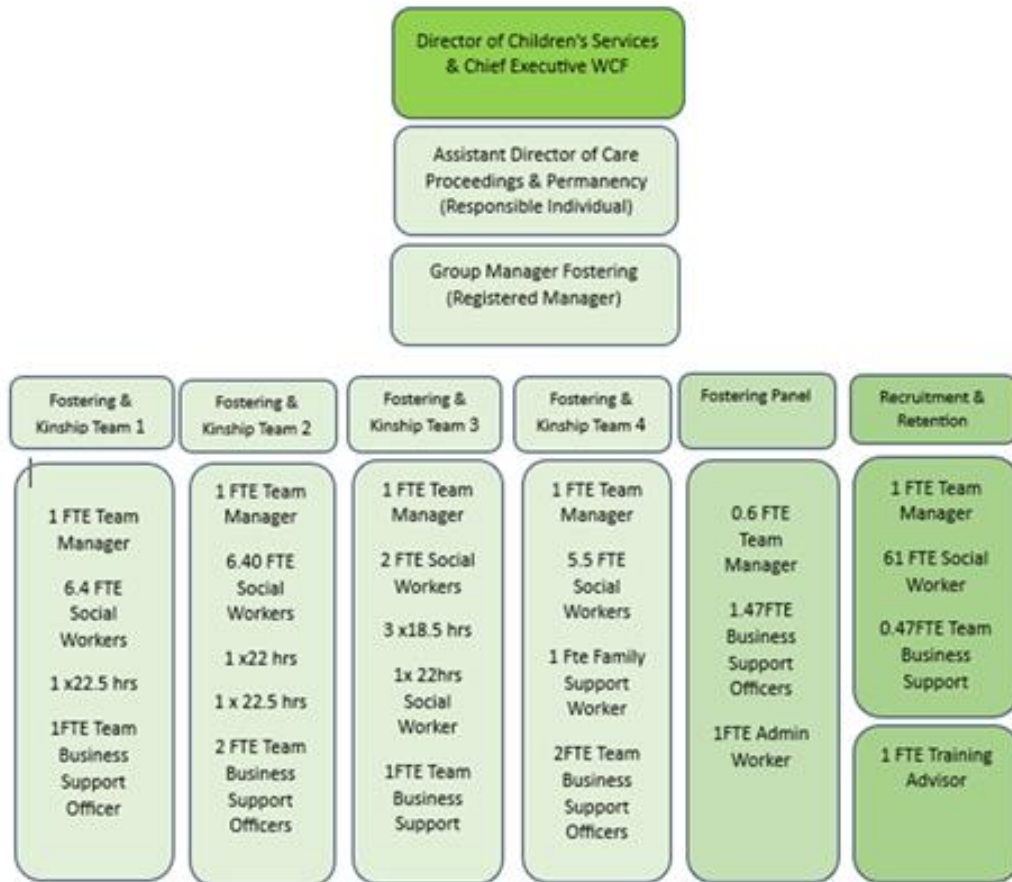 Director of Children's Services
& Chief Executive WCF
Assistant Director of Care
Proceedings & Permanency
(Responsible Individual)
Group Manager Fostering
(Registered Manager)
Fostering &
Kinship Team 1
Fostering &
Kinship Team 2
Fostering &
Kinship Team 3
Fostering &
Kinship Team 4
Fostering Panel
Recruitment &
Retention
1 FTE Team
Manager
6.4 FTE
Social
Workers
1 x22.5 hrs
1FTE Team
Business
Support
Officer
1 FTE Team
Manager
6.40 FTE
Social
Workers
1 x22 hrs
1 x 22.5 hrs
2 FTE Team
Business
Support
Officers
1 FTE Team
Manager
2 FTE Social
Workers
3 x18.5 hrs
1x 22hrs
Social
Worker
1FTE Team
Business
Support
1 FTE Team
Manager
5.5 FTE
Social
Workers
1 Fte Family
Support
Worker
2FTE Team
Business
Support
Officers
0.6 FTE
Team
Manager
1.47FTE
Business
Support
Officers
1FTE Admin
Worker
1 FTE Team
Manager
61 FTE Social
Worker
0.47FTE Team
Business
Support
1 FTE Training
Advisor